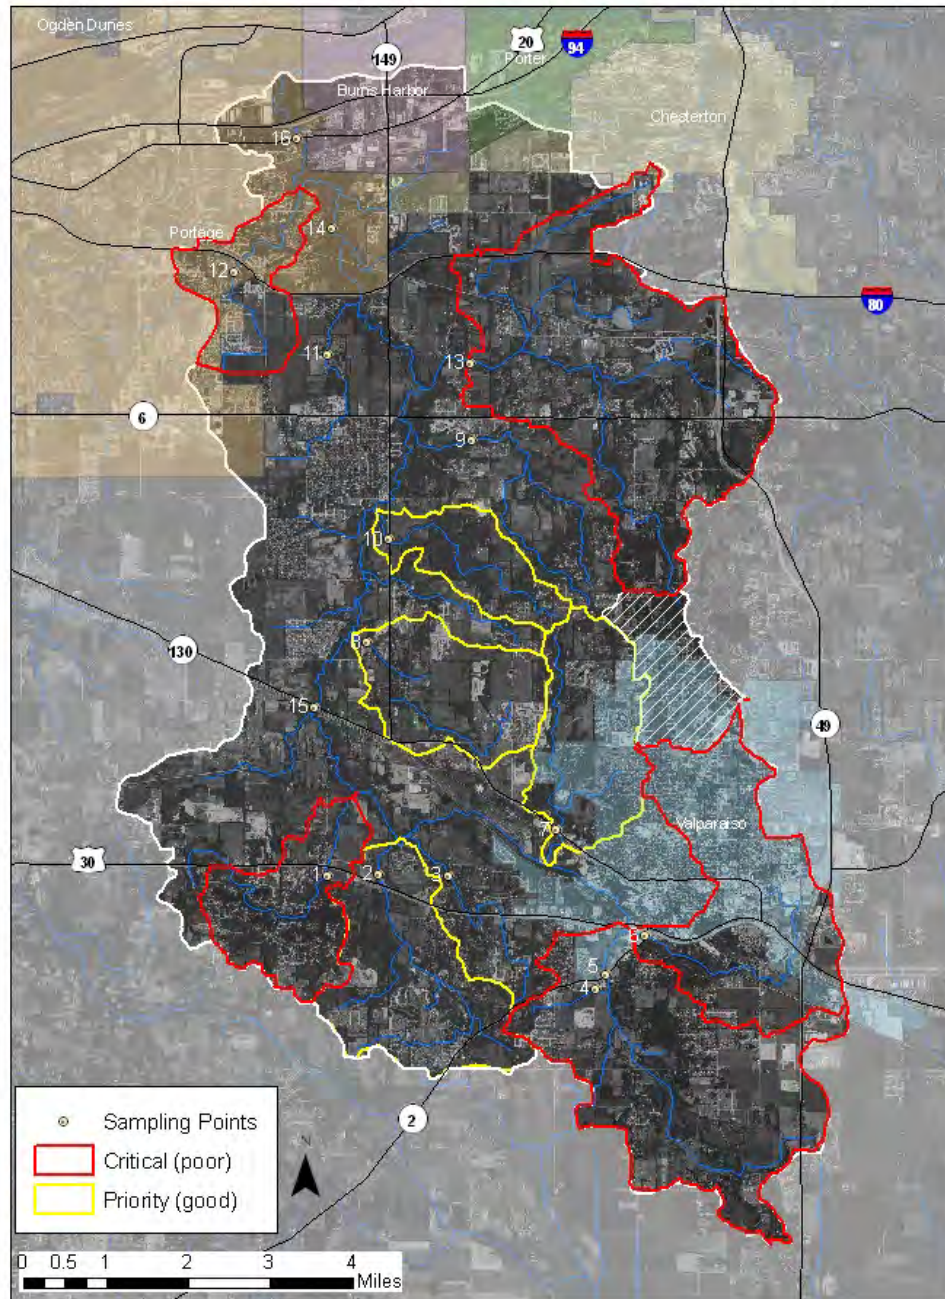 Ogden Dunes
20
94
149
Porter
Burns Harbor
Chesterton
16
Portage
14
12
80
11
13
6
9
10
130
8
15
49
7
Valparaiso
30
1
2
3
6
5
4
2
Sampling Points
Critical (poor)
Priority (good)
N
0 0.5 1 2 3 4
Miles